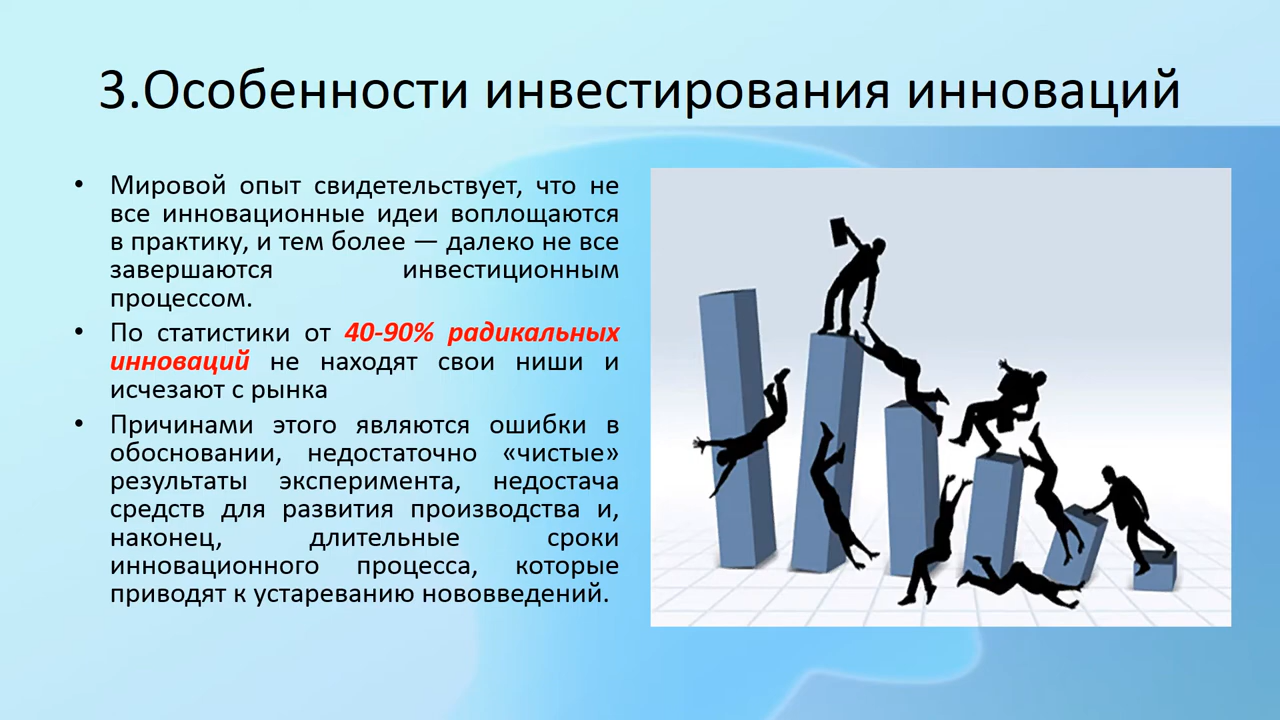 3.Особенности инвестирования инноваций
• Мировой опыт свидетельствует, что не
все инновационные идеи воплощаются
в практику, и тем более — далеко не все
завершаются инвестиционным
процессом.
• По статистики от 40-90% радикальных
инноваций не находят свои ниши и
исчезают с рынка
• Причинами этого являются ошибки в
обосновании, недостаточно «чистые»
результаты эксперимента, недостача
средств для развития производства и,
наконец, длительные сроки
инновационного процесса, которые
приводят к устареванию нововведений.